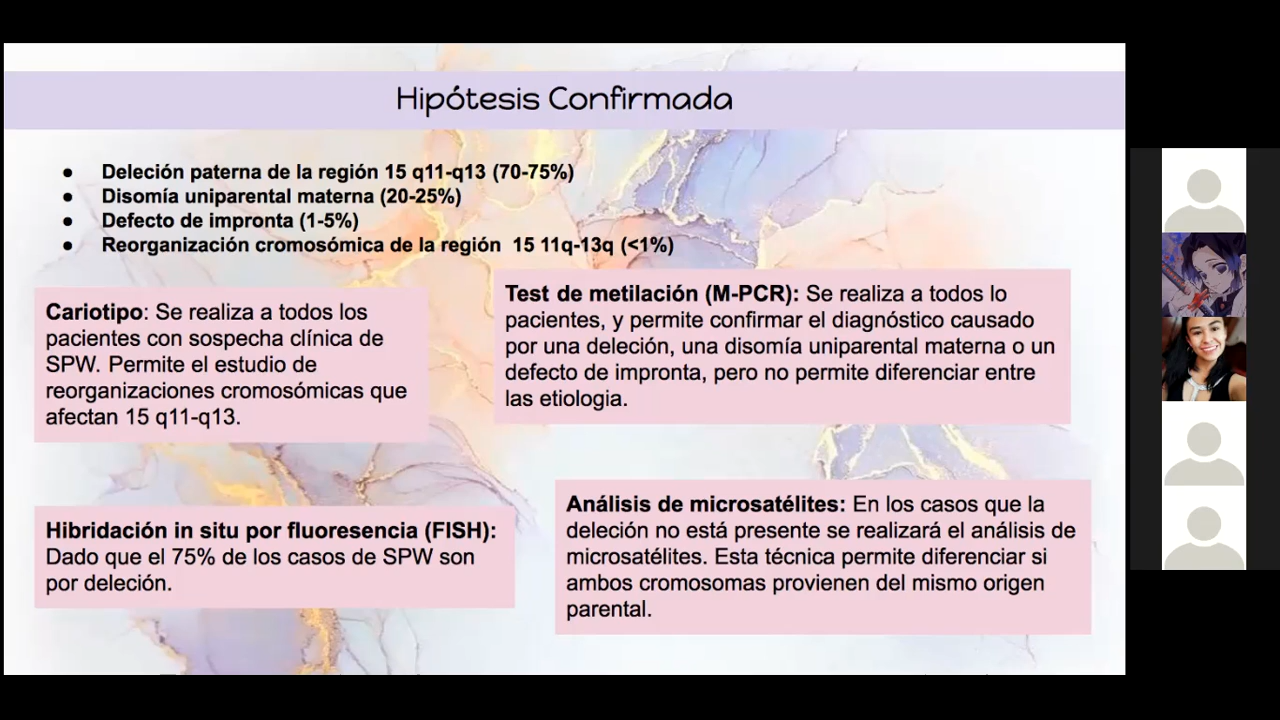 Hipótesis Confirmada
● Deleción paterna de la región 15 q11-q13 (70-75%)
● Disomía uniparental materna (20-25%)
● Defecto de impronta (1-5%)
● Reorganización cromosómica de la región 15 11q-13q (<1%)
Cariotipo: Se realiza a todos los
pacientes con sospecha clínica de
SPW. Permite el estudio de
reorganizaciones cromosómicas que
afectan 15 q11-q13.
Test de metilación (M-PCR): Se realiza a todos lo
pacientes, y permite confirmar el diagnóstico causado
por una deleción, una disomía uniparental materna o un
defecto de impronta, pero no permite diferenciar entre
las etiologia.
Hibridación in situ por fluoresencia (FISH):
Dado que el 75% de los casos de SPW son
por deleción.
Análisis de microsatélites: En los casos que la
deleción no está presente se realizará el análisis de
microsatélites. Esta técnica permite diferenciar si
ambos cromosomas provienen del mismo origen
parental.